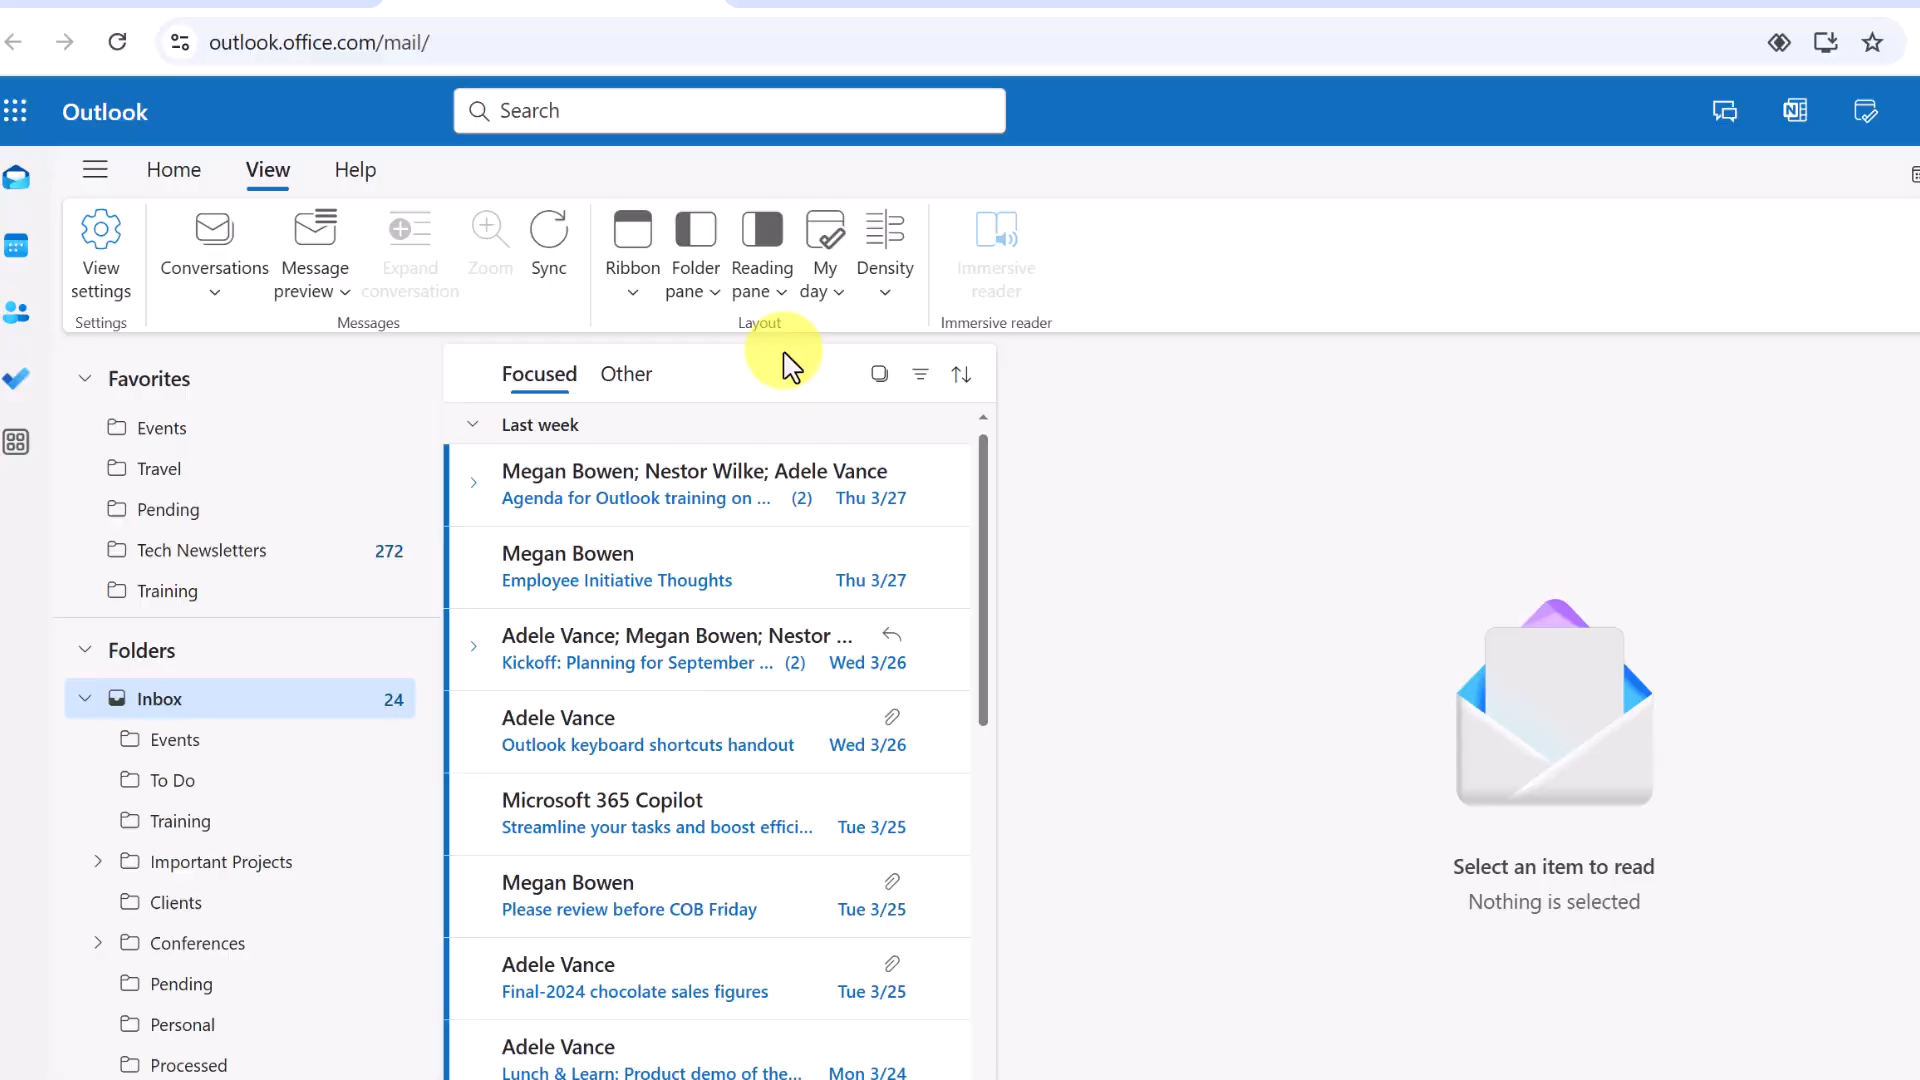 outlook.office.com/mail/
Outlook
Search
Home View Help
View settings
Conversations
Message preview
Expand conversation
Zoom
Sync
Ribbon
Folder pane
Reading pane
My day
Density
Immersive reader
Settings
Messages
Layout
Immersive reader
Favorites
Events
Travel
Pending
Tech Newsletters 272
Training
Folders
Inbox 24
Events
To Do
Training
Important Projects
Clients
Conferences
Pending
Personal
Processed
Focused Other
Last week
Megan Bowen; Nestor Wilke; Adele Vance
Agenda for Outlook training on ... (2) Thu 3/27
Megan Bowen
Employee Initiative Thoughts Thu 3/27
Adele Vance; Megan Bowen; Nestor ...
Kickoff: Planning for September ... (2) Wed 3/26
Adele Vance
Outlook keyboard shortcuts handout Wed 3/26
Microsoft 365 Copilot
Streamline your tasks and boost effici... Tue 3/25
Megan Bowen
Please review before COB Friday Tue 3/25
Adele Vance
Final-2024 chocolate sales figures Tue 3/25
Adele Vance
Lunch & Learn: Product demo of the... Mon 3/24
Select an item to read
Nothing is selected